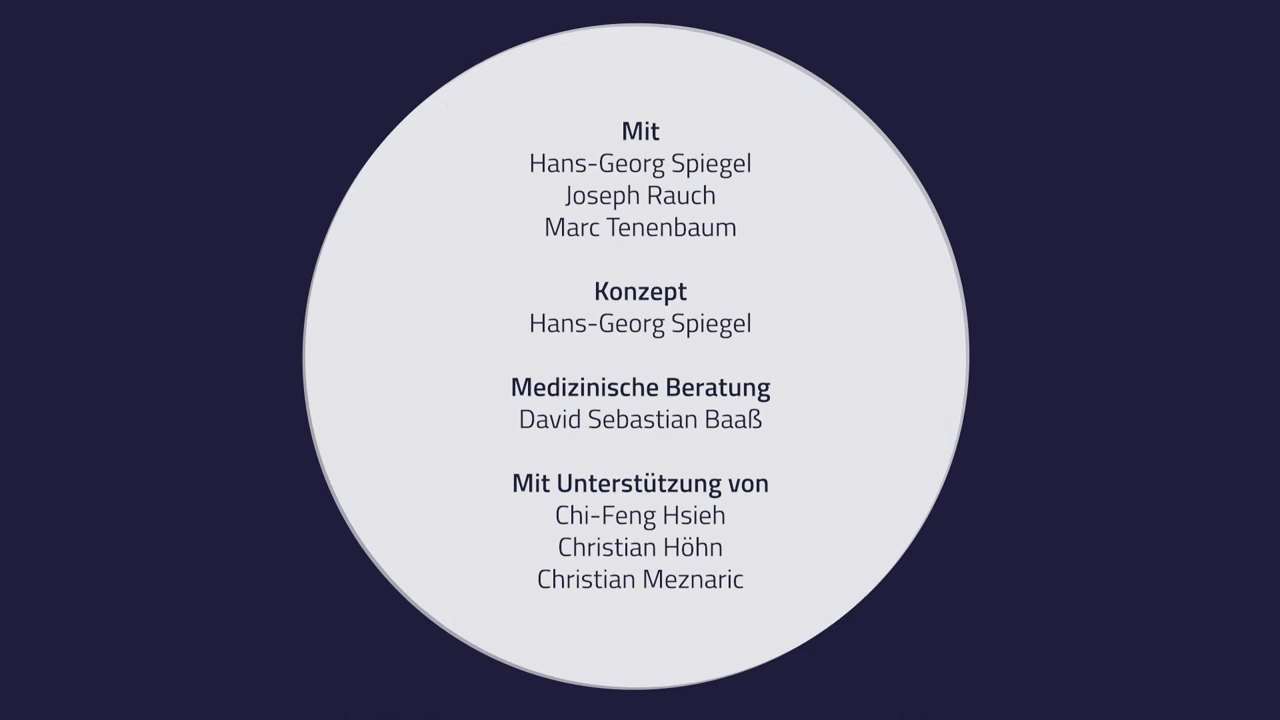 Mit
Hans-Georg Spiegel
Joseph Rauch
Marc Tenenbaum
Konzept
Hans-Georg Spiegel
Medizinische Beratung
David Sebastian Baaß
Mit Unterstützung von
Chi-Feng Hsieh
Christian Höhn
Christian Meznaric